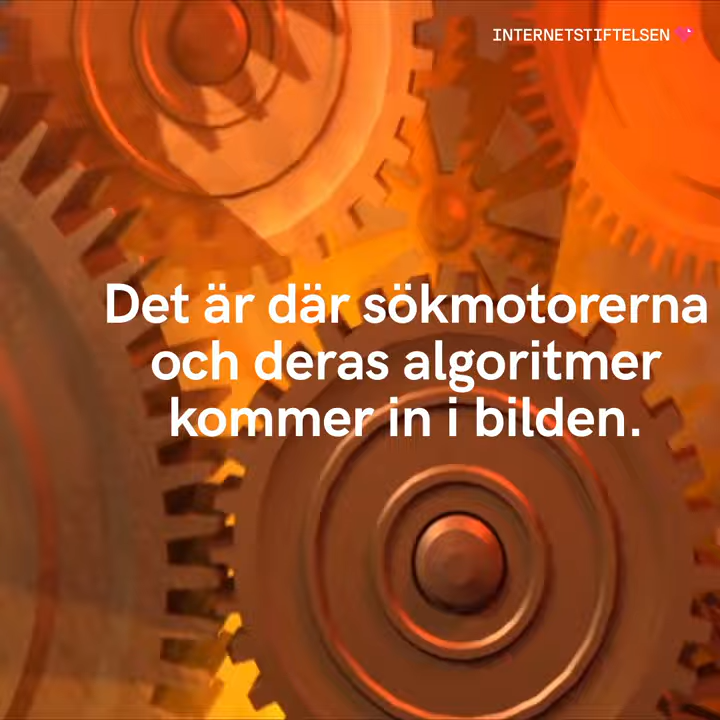 INTERNETSTIFTELSEN
Det är där sökmotorerna
och deras algoritmer
kommer in i bilden.